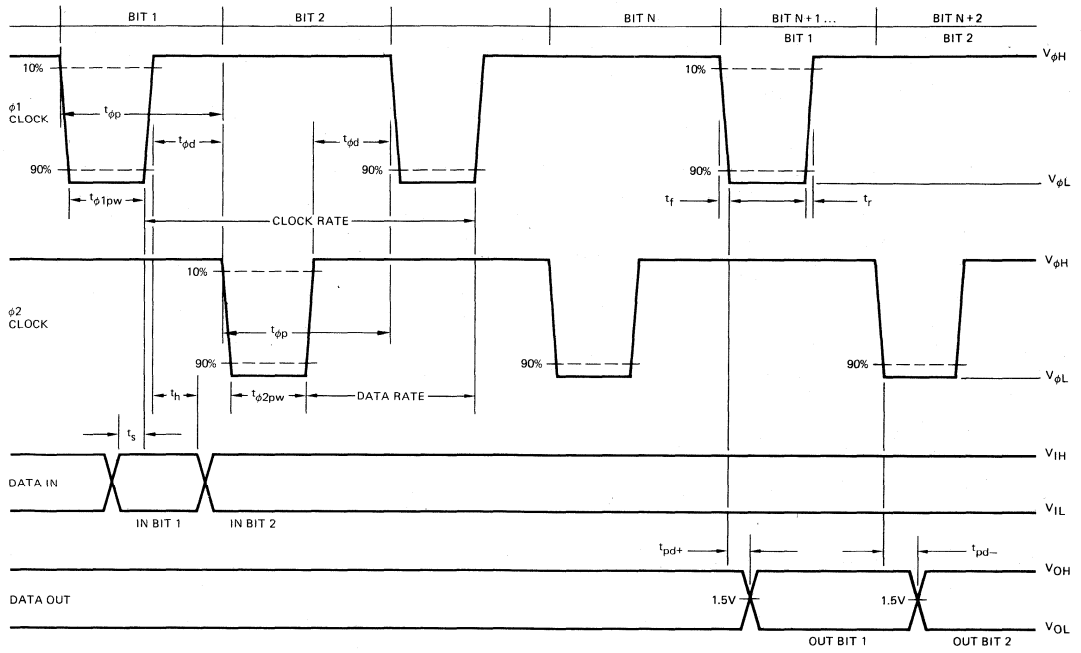 BIT 1 BIT 2 BIT N BIT N+1 ... BIT N+2
BIT 1 BIT 2
VϕH
10% 10%
ϕ1
CLOCK
tϕp
tϕd tϕd
90% 90% 90%
VϕL
tϕ1pw tf tr
CLOCK RATE
VϕH
10%
ϕ2
CLOCK
tϕp
90% 90% 90%
VϕL
th tϕ2pw DATA RATE
ts
VIH
DATA IN
VIL
IN BIT 1 IN BIT 2
tpd+ tpd−
VOH
DATA OUT 1.5V 1.5V
VOL
OUT BIT 1 OUT BIT 2